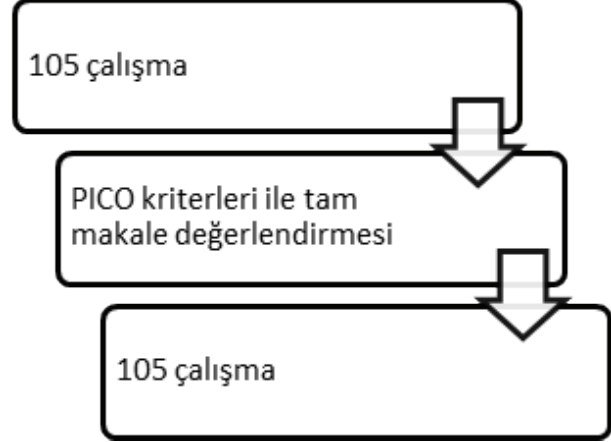 105 çalışma
PICO kriterleri ile tam
makale değerlendirmesi
105 çalışma